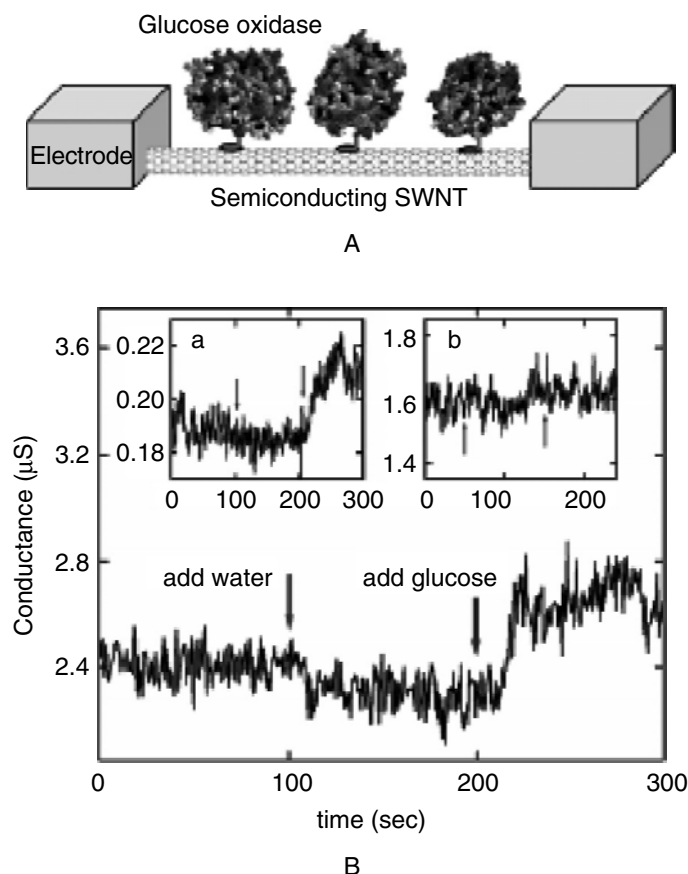 Glucose oxidase
Electrode
Semiconducting SWNT
A
3.6
3.2
2.8
2.4
Conductance (μS)
a
0.22
0.20
0.18
0 100 200 300
b
1.8
1.6
1.4
0 100 200
add water add glucose
0 100 200 300
time (sec)
B